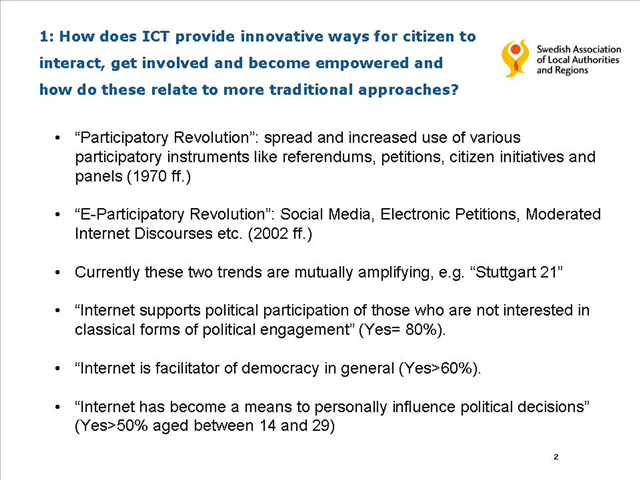 1: How does ICT provide innovative ways for citizen to
interact, get involved and become empowered and
how do these relate to more traditional approaches?
Swedish Association
of Local Authorities
and Regions
• “Participatory Revolution”: spread and increased use of various
participatory instruments like referendums, petitions, citizen initiatives and
panels (1970 ff.)
• “E-Participatory Revolution”: Social Media, Electronic Petitions, Moderated
Internet Discourses etc. (2002 ff.)
• Currently these two trends are mutually amplifying, e.g. “Stuttgart 21”
• “Internet supports political participation of those who are not interested in
classical forms of political engagement” (Yes= 80%).
• “Internet is facilitator of democracy in general (Yes>60%).
• “Internet has become a means to personally influence political decisions”
(Yes>50% aged between 14 and 29)
2